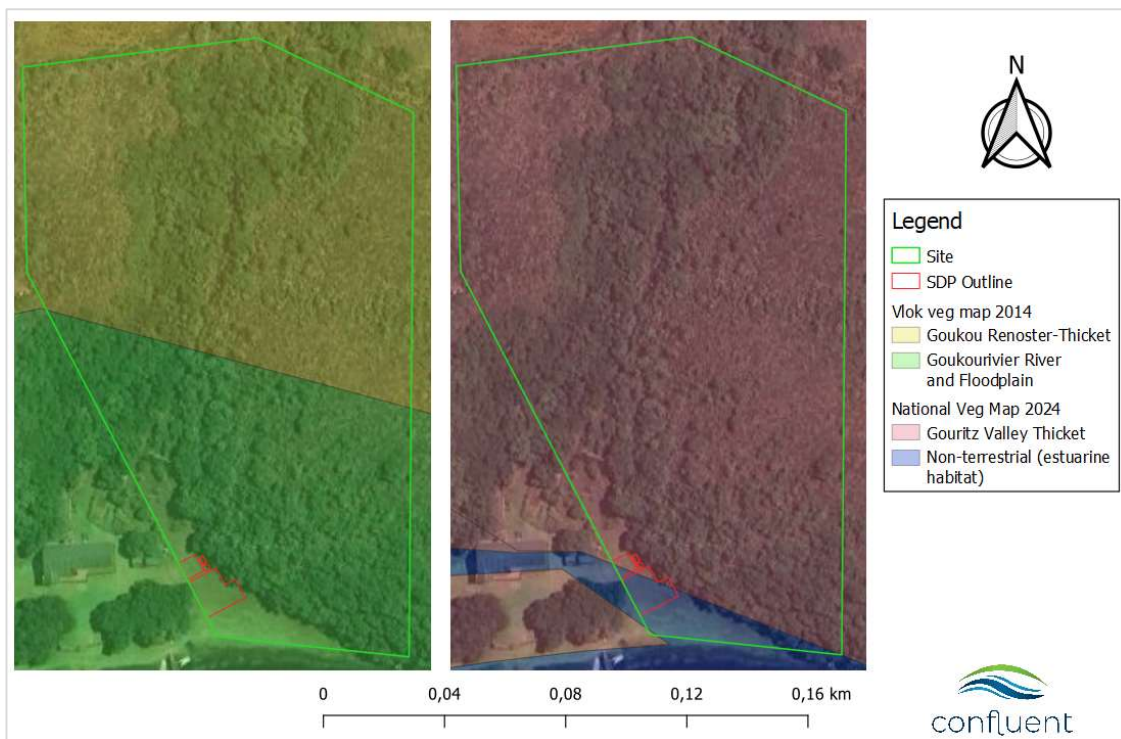 N
Legend
Site
SDP Outline
Vlok veg map 2014
Goukou Renoster-Thicket
Goukourivier River
and Floodplain
National Veg Map 2024
Gouritz Valley Thicket
Non-terrestrial (estuarine
habitat)
0 0,04 0,08 0,12 0,16 km
confluent